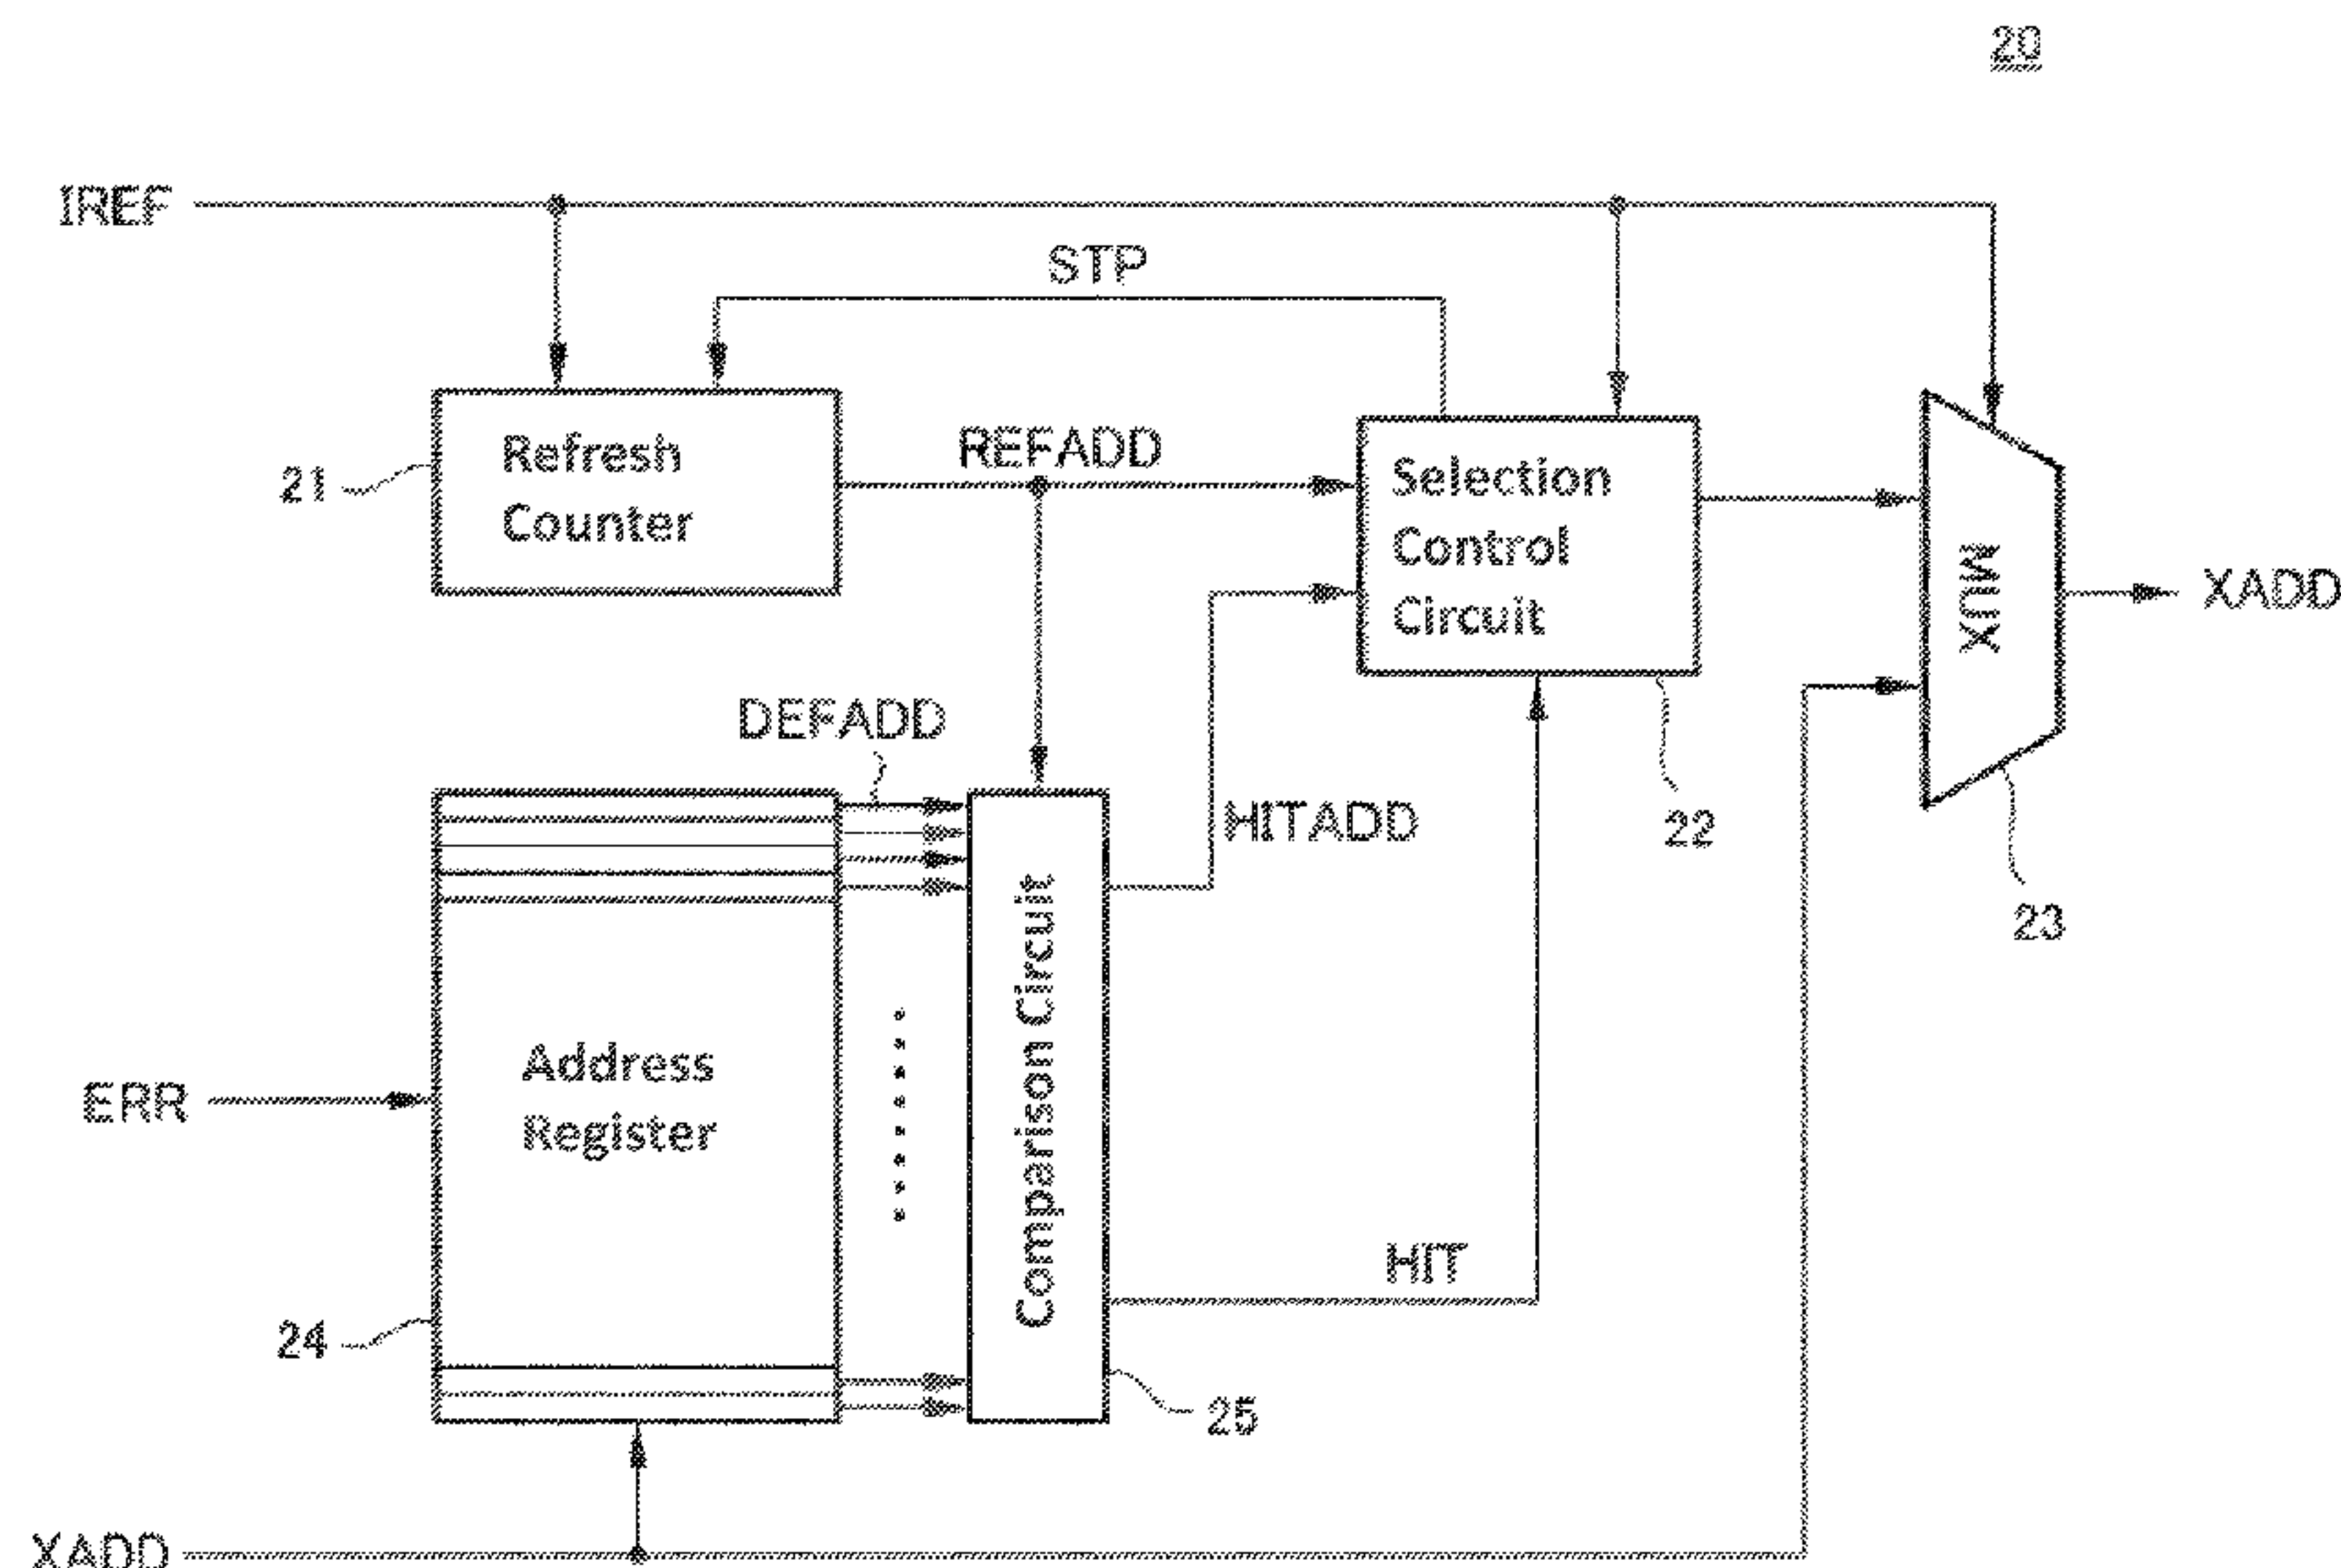 20
IREF
STP
Refresh
Counter
21
REFADD
Selection
Control
Circuit
MUX
XADD
DEFADD
HITADD
22
23
Comparison Circuit
Address
Register
ERR
HIT
24
25
XADD